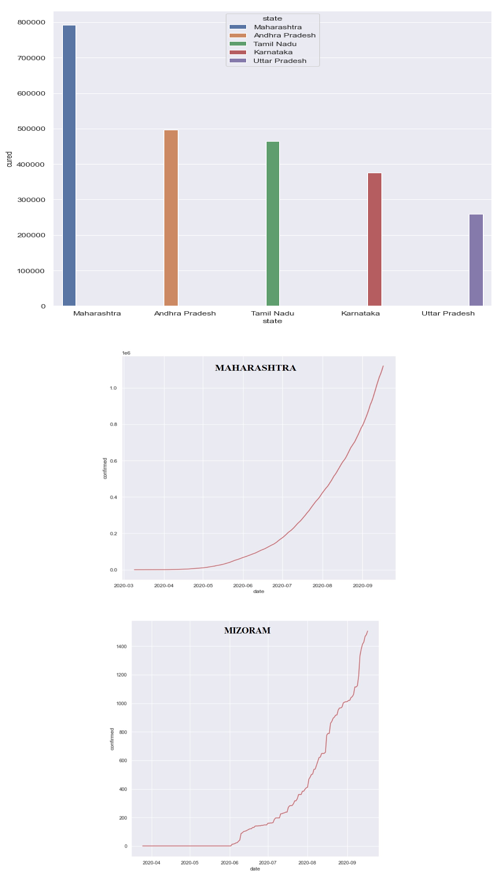 state
Maharashtra
Andhra Pradesh
Tamil Nadu
Karnataka
Uttar Pradesh
800000
700000
600000
500000
400000
300000
200000
100000
0
cured
Maharashtra Andhra Pradesh Tamil Nadu Karnataka Uttar Pradesh
state
1e6
MAHARASHTRA
1.0
0.8
0.6
0.4
0.2
0.0
confirmed
2020-03 2020-04 2020-05 2020-06 2020-07 2020-08 2020-09
date
MIZORAM
1400
1200
1000
800
600
400
200
0
confirmed
2020-04 2020-05 2020-06 2020-07 2020-08 2020-09
date